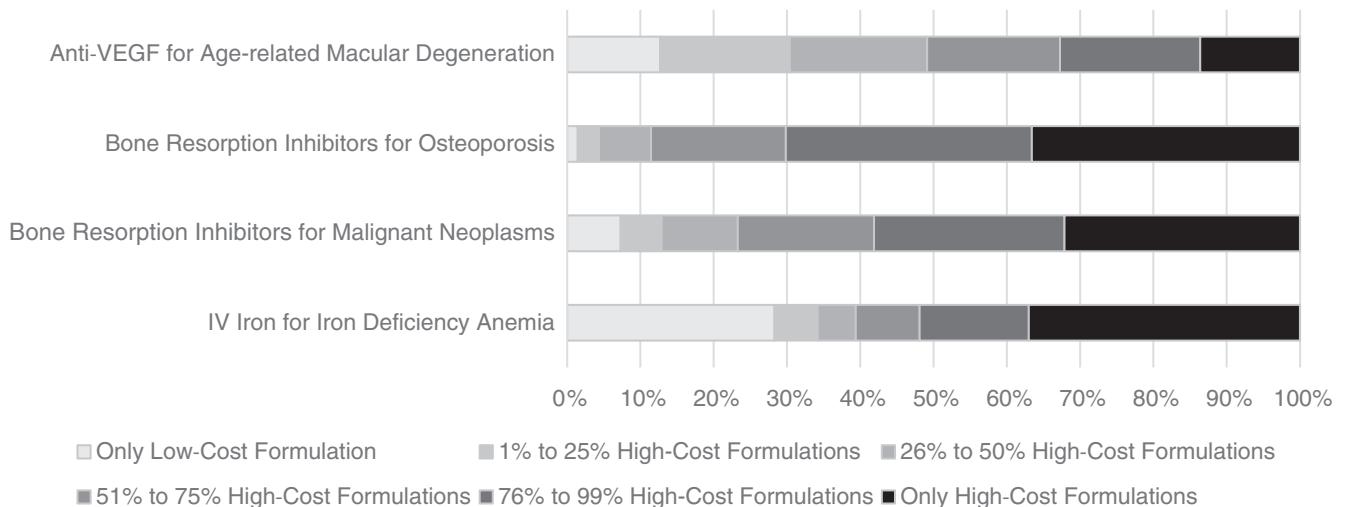 Anti-VEGF for Age-related Macular Degeneration
Bone Resorption Inhibitors for Osteoporosis
Bone Resorption Inhibitors for Malignant Neoplasms
IV Iron for Iron Deficiency Anemia
0% 10% 20% 30% 40% 50% 60% 70% 80% 90% 100%
Only Low-Cost Formulation 1% to 25% High-Cost Formulations 26% to 50% High-Cost Formulations
51% to 75% High-Cost Formulations 76% to 99% High-Cost Formulations Only High-Cost Formulations